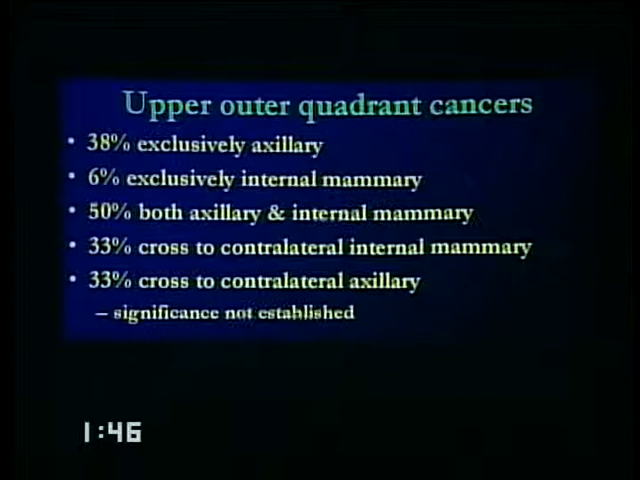 Upper outer quadrant cancers
• 38% exclusively axillary
• 6% exclusively internal mammary
• 50% both axillary & internal mammary
• 33% cross to contralateral internal mammary
• 33% cross to contralateral axillary
– significance not established
1:46